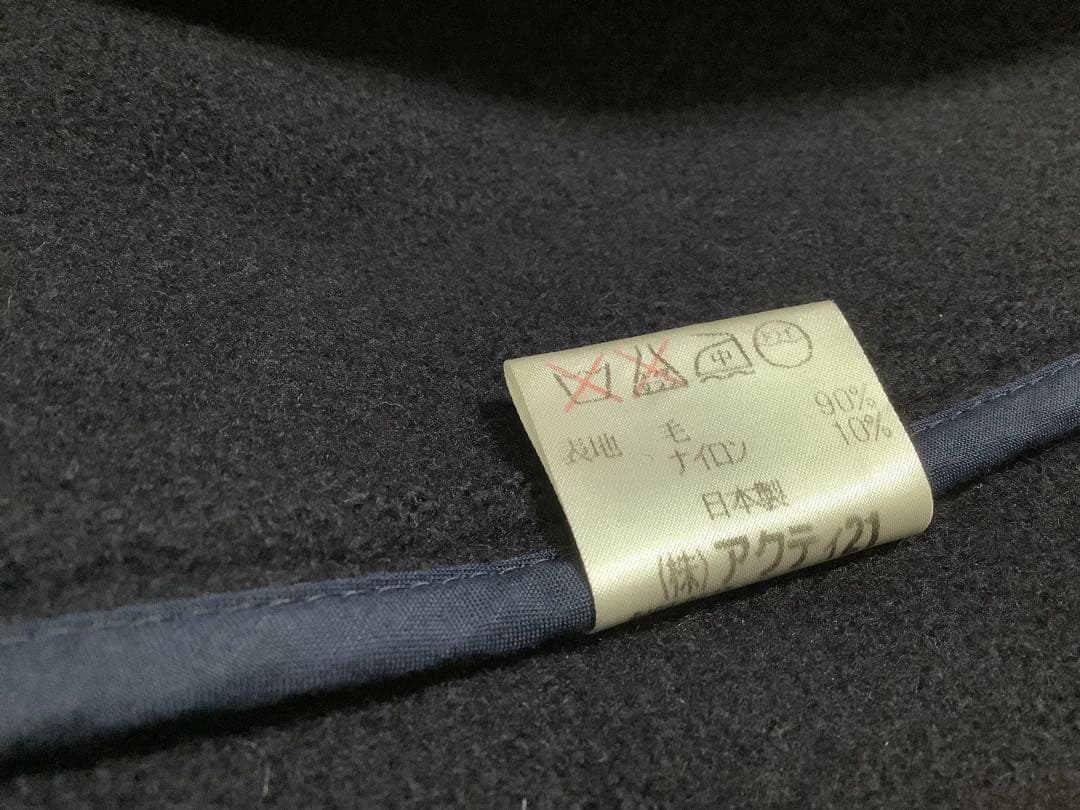 中
表地 毛 90%
ナイロン 10%
日本製
(株)アクティ21